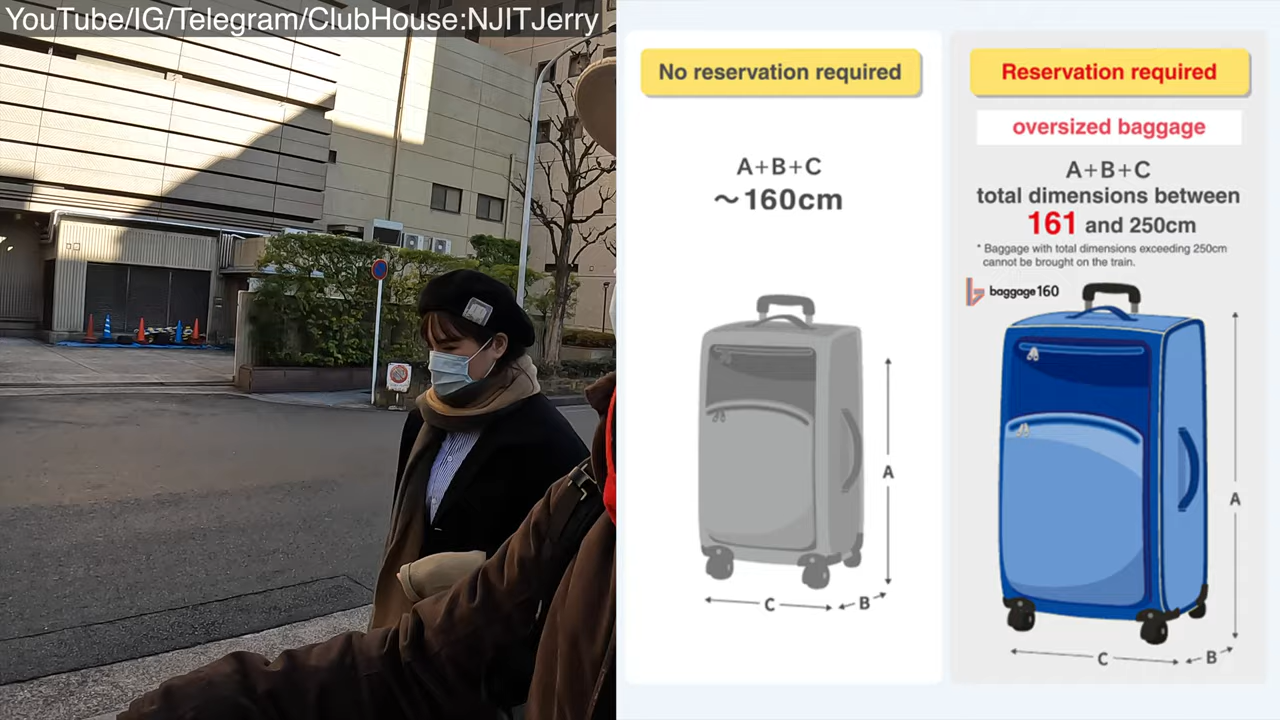 YouTube/IG/Telegram/ClubHouse:NJITJerry
No reservation required
A+B+C
～160cm
A
C
B
Reservation required
oversized baggage
A+B+C
total dimensions between
161 and 250cm
* Baggage with total dimensions exceeding 250cm
cannot be brought on the train.
baggage160
A
C
B